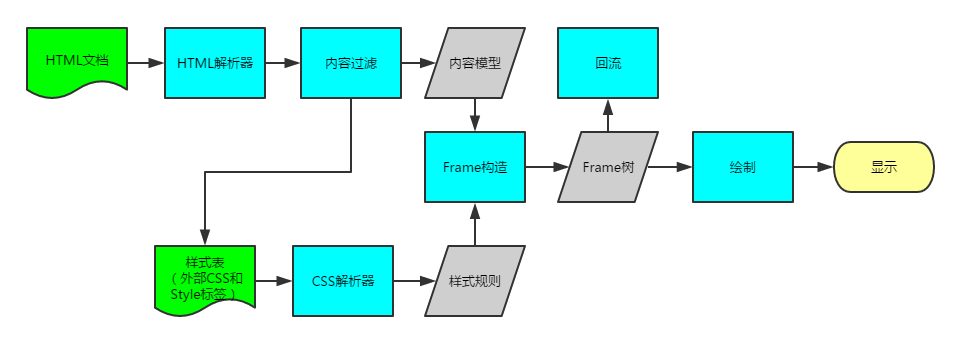 HTML文档
HTML解析器
内容过滤
内容模型
回流
Frame构造
Frame树
绘制
显示
样式表
（外部CSS和
Style标签）
CSS解析器
样式规则